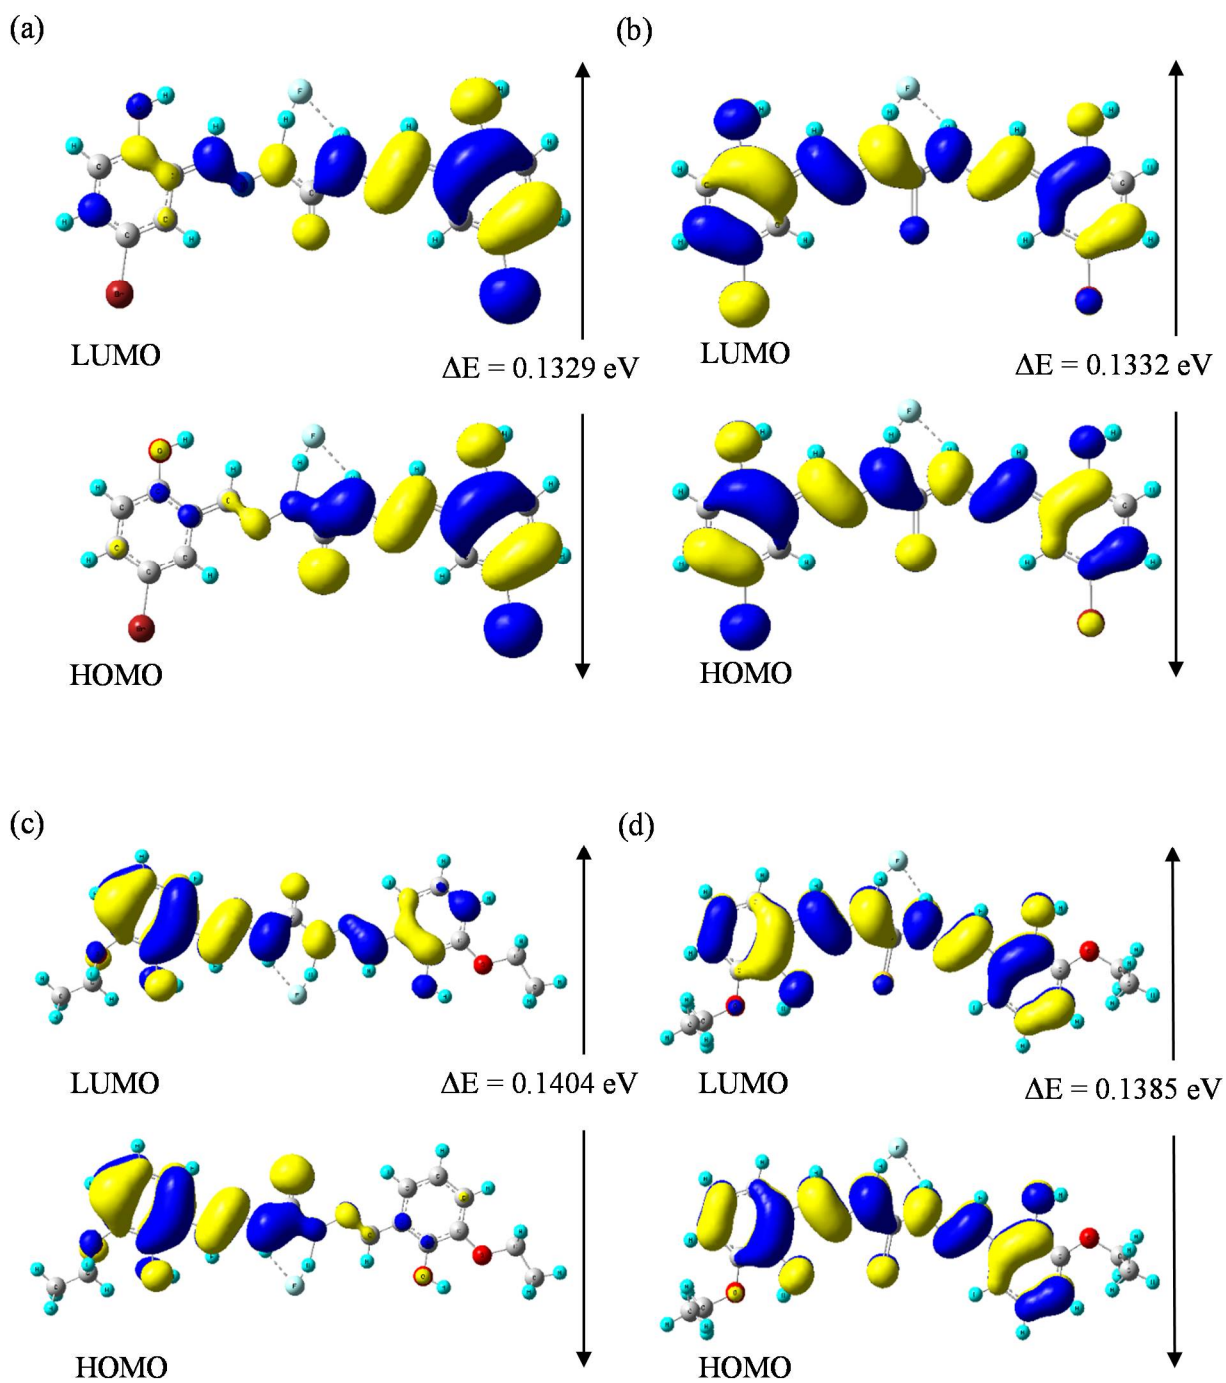 (a)
(b)
LUMO
LUMO
ΔE = 0.1329 eV
ΔE = 0.1332 eV
HOMO
HOMO
(c)
(d)
LUMO
LUMO
ΔE = 0.1404 eV
ΔE = 0.1385 eV
HOMO
HOMO